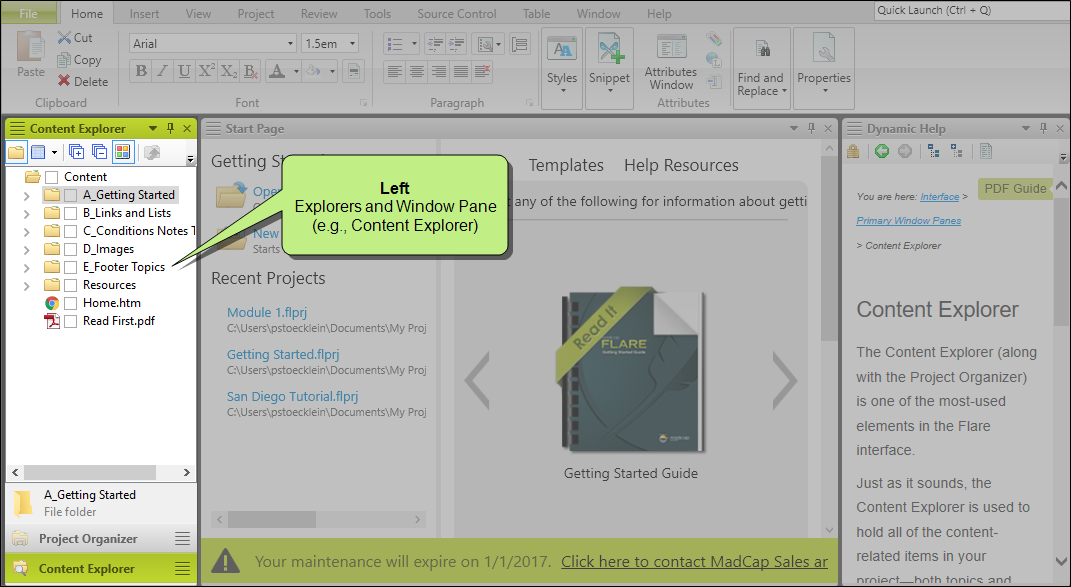 File Home Insert View Project Review Tools Source Control Table Window Help Quick Launch (Ctrl + Q)
Paste
Cut
Copy
Delete
Clipboard
Arial 1.5em
B I U X² X₂
A
Font
Paragraph
Styles
Snippet
Attributes
Window
Attributes
Find and
Replace
Properties
Content Explorer
Content
A_Getting Started
B_Links and Lists
C_Conditions Notes T
D_Images
E_Footer Topics
Resources
Home.htm
Read First.pdf
A_Getting Started
File folder
Project Organizer
Content Explorer
Start Page
Getting S
Ope
New
Starts
Left
Explorers and Window Pane
(e.g., Content Explorer)
Recent Projects
Module 1.flprj
C:\Users\pstoecklein\Documents\My Proj
Getting Started.flprj
C:\Users\pstoecklein\Documents\My Proj
San Diego Tutorial.flprj
C:\Users\pstoecklein\Documents\My Proj
Templates Help Resources
t any of the following for information about getti
Read It
FLARE
Getting Started Guide
Getting Started Guide
Your maintenance will expire on 1/1/2017. Click here to contact MadCap Sales ar
Dynamic Help
You are here: Interface >
Primary Window Panes
> Content Explorer
PDF Guide
Content Explorer
The Content Explorer (along
with the Project Organizer)
is one of the most-used
elements in the Flare
interface.
Just as it sounds, the
Content Explorer is used to
hold all of the content-
related items in your
project—both topics and